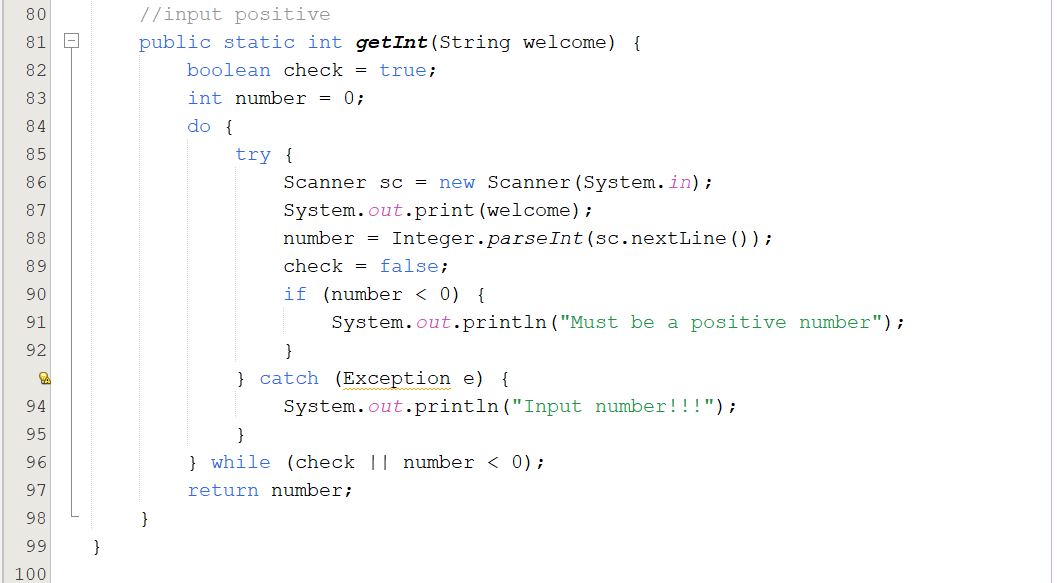 80 //input positive
81 public static int getInt(String welcome) {
82 boolean check = true;
83 int number = 0;
84 do {
85 try {
86 Scanner sc = new Scanner(System.in);
87 System.out.print(welcome);
88 number = Integer.parseInt(sc.nextLine());
89 check = false;
90 if (number < 0) {
91 System.out.println("Must be a positive number");
92 }
} catch (Exception e) {
94 System.out.println("Input number!!!");
95 }
96 } while (check || number < 0);
97 return number;
98 }
99 }
100